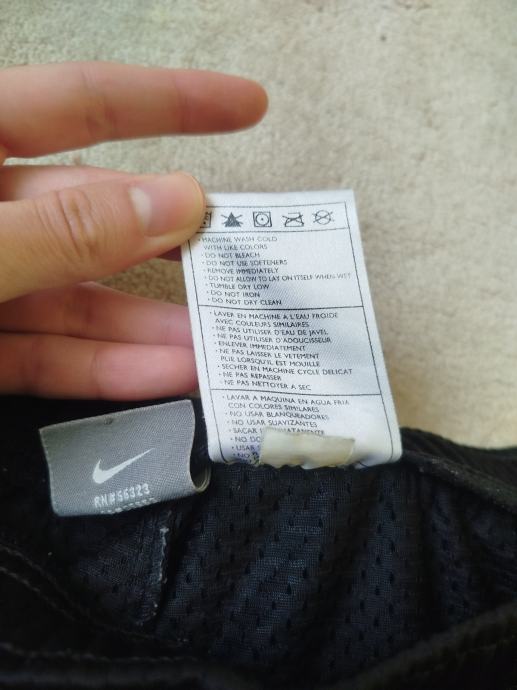 • MACHINE WASH COLD
WITH LIKE COLORS
• DO NOT BLEACH
• DO NOT USE SOFTENERS
• REMOVE IMMEDIATELY
• DO NOT ALLOW TO LAY ON ITSELF WHEN WET
• TUMBLE DRY LOW
• DO NOT IRON
• DO NOT DRY CLEAN
• LAVER EN MACHINE A L'EAU FROIDE
AVEC COULEURS SIMILAIRES
• NE PAS UTILISER D'EAU DE JAVEL
• NE PAS UTILISER D'ADOUCISSEUR
• ENLEVER IMMEDIATEMENT
• NE PAS LAISSER LE VETEMENT
PLIE LORSQU'IL EST MOUILLE
• SECHER EN MACHINE CYCLE DELICAT
• NE PAS REPASSER
• NE PAS NETTOYER A SEC
• LAVAR A MAQUINA EN AGUA FRIA
CON COLORES SIMILARES
• NO USAR BLANQUEADORES
• NO USAR SUAVIZANTES
• SACAR
• NO
• USAR
• NO
RN# 56323